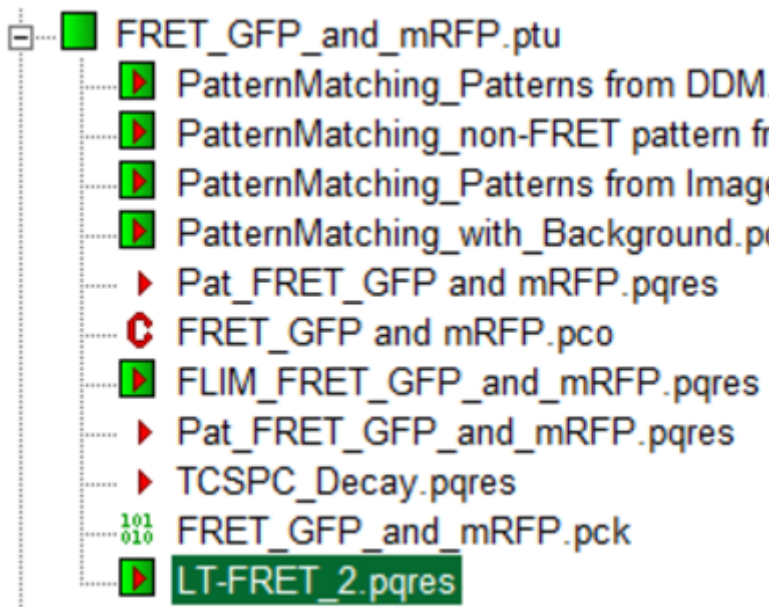 FRET_GFP_and_mRFP.ptu
PatternMatching_Patterns from DDM.
PatternMatching_non-FRET pattern
PatternMatching_Patterns from Image
PatternMatching_with_Background.p
Pat_FRET_GFP and mRFP.pqres
C FRET_GFP and mRFP.pco
FLIM_FRET_GFP_and_mRFP.pqres
Pat_FRET_GFP_and_mRFP.pqres
TCSPC_Decay.pqres
101 010 FRET_GFP_and_mRFP.pck
LT-FRET_2.pqres